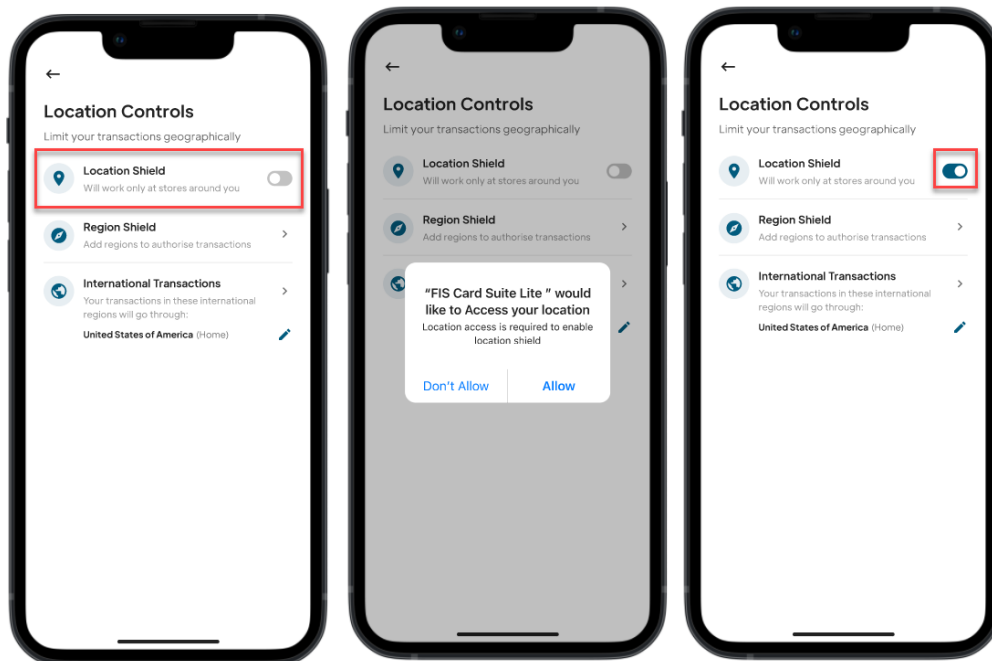 Location Controls
Limit your transactions geographically
Location Shield
Will work only at stores around you
Region Shield
Add regions to authorise transactions
International Transactions
Your transactions in these international
regions will go through:
United States of America (Home)
Location Controls
Limit your transactions geographically
Location Shield
Will work only at stores around you
Region Shield
Add regions to authorise transactions
“FIS Card Suite Lite ” would
like to Access your location
Location access is required to enable
location shield
Don’t Allow
Allow
Location Controls
Limit your transactions geographically
Location Shield
Will work only at stores around you
Region Shield
Add regions to authorise transactions
International Transactions
Your transactions in these international
regions will go through:
United States of America (Home)